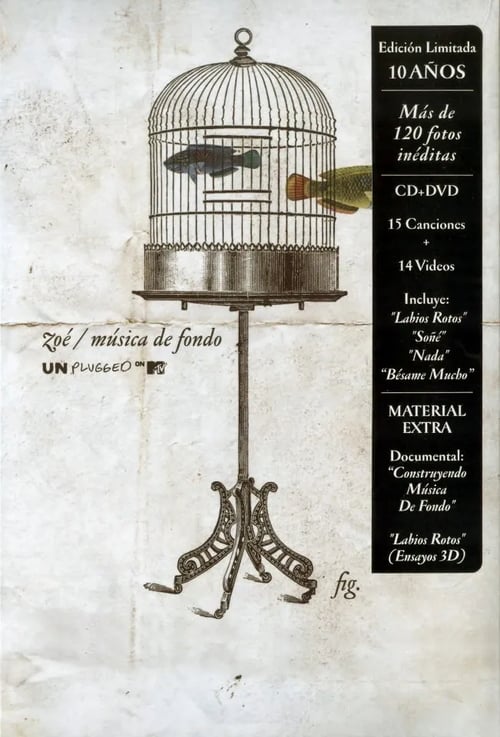 Edición Limitada
10 AÑOS
Más de
120 fotos
inéditas
CD+DVD
15 Canciones
+
14 Videos
Incluye:
"Labios Rotos"
"Soñé"
"Nada"
"Bésame Mucho"
MATERIAL
EXTRA
Documental:
"Construyendo
Música
De Fondo"
"Labios Rotos"
(Ensayos 3D)
zoé / música de fondo
UNPLUGGED ON MTV
fig.